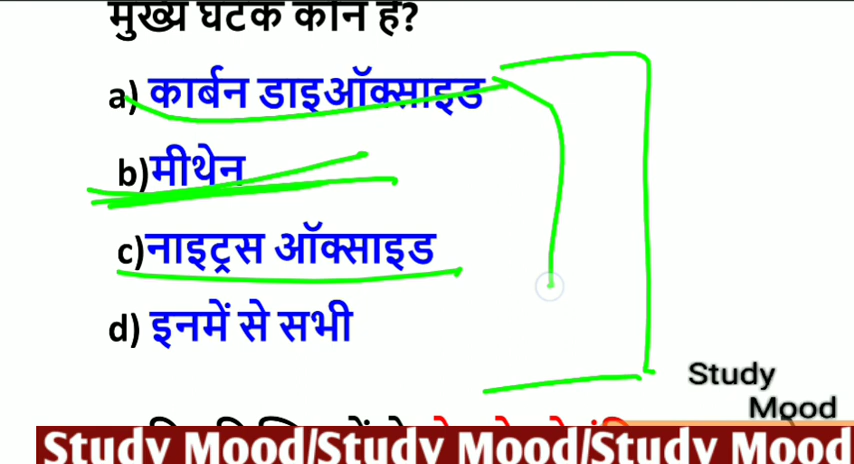 मुख्य घटक कौन है?
a) कार्बन डाइऑक्साइड
b)मीथेन
c)नाइट्रस ऑक्साइड
d) इनमें से सभी
Study
Mood
Study Mood/Study Mood/Study Mood